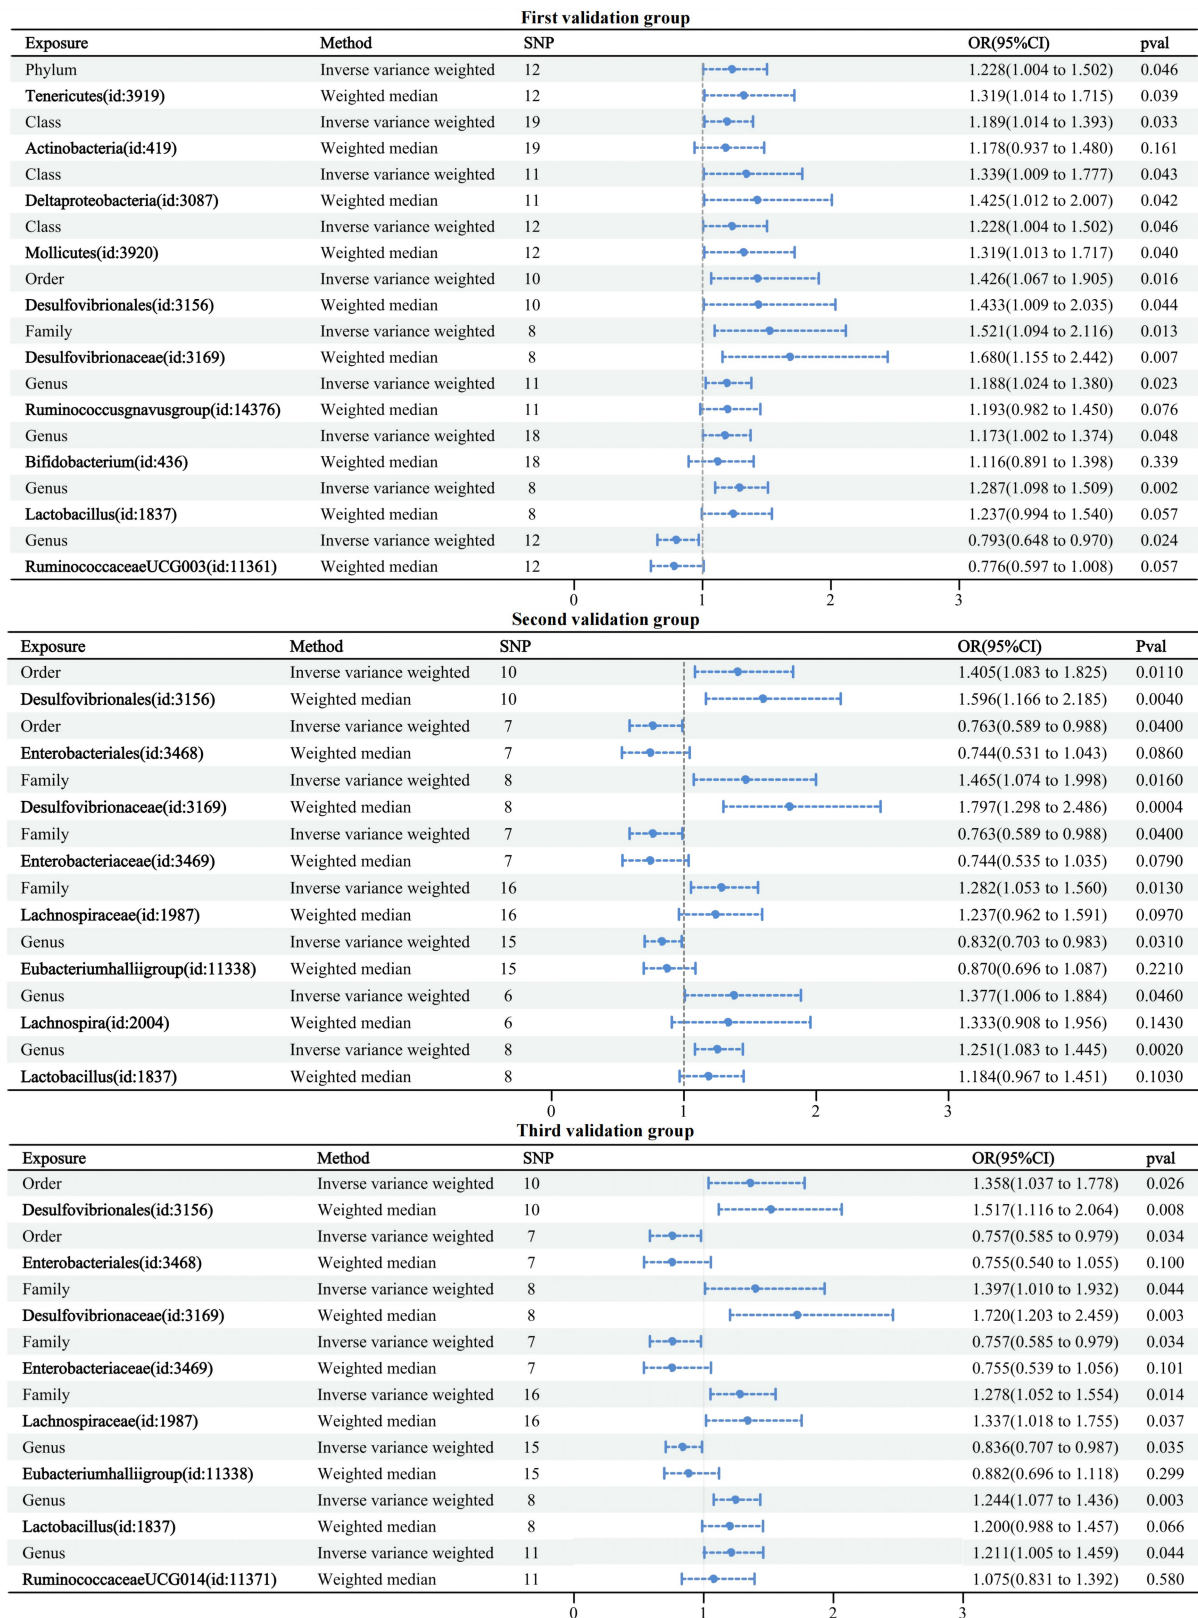 First validation group
Exposure Method SNP OR(95%CI) pval
Phylum Inverse variance weighted 12 1.228(1.004 to 1.502) 0.046
Tenericutes(id:3919) Weighted median 12 1.319(1.014 to 1.715) 0.039
Class Inverse variance weighted 19 1.189(1.014 to 1.393) 0.033
Actinobacteria(id:419) Weighted median 19 1.178(0.937 to 1.480) 0.161
Class Inverse variance weighted 11 1.339(1.009 to 1.777) 0.043
Deltaproteobacteria(id:3087) Weighted median 11 1.425(1.012 to 2.007) 0.042
Class Inverse variance weighted 12 1.228(1.004 to 1.502) 0.046
Mollicutes(id:3920) Weighted median 12 1.319(1.013 to 1.717) 0.040
Order Inverse variance weighted 10 1.426(1.067 to 1.905) 0.016
Desulfovibrionales(id:3156) Weighted median 10 1.433(1.009 to 2.035) 0.044
Family Inverse variance weighted 8 1.521(1.094 to 2.116) 0.013
Desulfovibrionaceae(id:3169) Weighted median 8 1.680(1.155 to 2.442) 0.007
Genus Inverse variance weighted 11 1.188(1.024 to 1.380) 0.023
Ruminococcusgnavusgroup(id:14376) Weighted median 11 1.193(0.982 to 1.450) 0.076
Genus Inverse variance weighted 18 1.173(1.002 to 1.374) 0.048
Bifidobacterium(id:436) Weighted median 18 1.116(0.891 to 1.398) 0.339
Genus Inverse variance weighted 8 1.287(1.098 to 1.509) 0.002
Lactobacillus(id:1837) Weighted median 8 1.237(0.994 to 1.540) 0.057
Genus Inverse variance weighted 12 0.793(0.648 to 0.970) 0.024
RuminococcaceaeUCG003(id:11361) Weighted median 12 0.776(0.597 to 1.008) 0.057
0 1 2 3
Second validation group
Exposure Method SNP OR(95%CI) Pval
Order Inverse variance weighted 10 1.405(1.083 to 1.825) 0.0110
Desulfovibrionales(id:3156) Weighted median 10 1.596(1.166 to 2.185) 0.0040
Order Inverse variance weighted 7 0.763(0.589 to 0.988) 0.0400
Enterobacteriales(id:3468) Weighted median 7 0.744(0.531 to 1.043) 0.0860
Family Inverse variance weighted 8 1.465(1.074 to 1.998) 0.0160
Desulfovibrionaceae(id:3169) Weighted median 8 1.797(1.298 to 2.486) 0.0004
Family Inverse variance weighted 7 0.763(0.589 to 0.988) 0.0400
Enterobacteriaceae(id:3469) Weighted median 7 0.744(0.535 to 1.035) 0.0790
Family Inverse variance weighted 16 1.282(1.053 to 1.560) 0.0130
Lachnospiraceae(id:1987) Weighted median 16 1.237(0.962 to 1.591) 0.0970
Genus Inverse variance weighted 15 0.832(0.703 to 0.983) 0.0310
Eubacteriumhalliigroup(id:11338) Weighted median 15 0.870(0.696 to 1.087) 0.2210
Genus Inverse variance weighted 6 1.377(1.006 to 1.884) 0.0460
Lachnospira(id:2004) Weighted median 6 1.333(0.908 to 1.956) 0.1430
Genus Inverse variance weighted 8 1.251(1.083 to 1.445) 0.0020
Lactobacillus(id:1837) Weighted median 8 1.184(0.967 to 1.451) 0.1030
0 1 2 3
Third validation group
Exposure Method SNP OR(95%CI) pval
Order Inverse variance weighted 10 1.358(1.037 to 1.778) 0.026
Desulfovibrionales(id:3156) Weighted median 10 1.517(1.116 to 2.064) 0.008
Order Inverse variance weighted 7 0.757(0.585 to 0.979) 0.034
Enterobacteriales(id:3468) Weighted median 7 0.755(0.540 to 1.055) 0.100
Family Inverse variance weighted 8 1.397(1.010 to 1.932) 0.044
Desulfovibrionaceae(id:3169) Weighted median 8 1.720(1.203 to 2.459) 0.003
Family Inverse variance weighted 7 0.757(0.585 to 0.979) 0.034
Enterobacteriaceae(id:3469) Weighted median 7 0.755(0.539 to 1.056) 0.101
Family Inverse variance weighted 16 1.278(1.052 to 1.554) 0.014
Lachnospiraceae(id:1987) Weighted median 16 1.337(1.018 to 1.755) 0.037
Genus Inverse variance weighted 15 0.836(0.707 to 0.987) 0.035
Eubacteriumhalliigroup(id:11338) Weighted median 15 0.882(0.696 to 1.118) 0.299
Genus Inverse variance weighted 8 1.244(1.077 to 1.436) 0.003
Lactobacillus(id:1837) Weighted median 8 1.200(0.988 to 1.457) 0.066
Genus Inverse variance weighted 11 1.211(1.005 to 1.459) 0.044
RuminococcaceaeUCG014(id:11371) Weighted median 11 1.075(0.831 to 1.392) 0.580
0 1 2 3